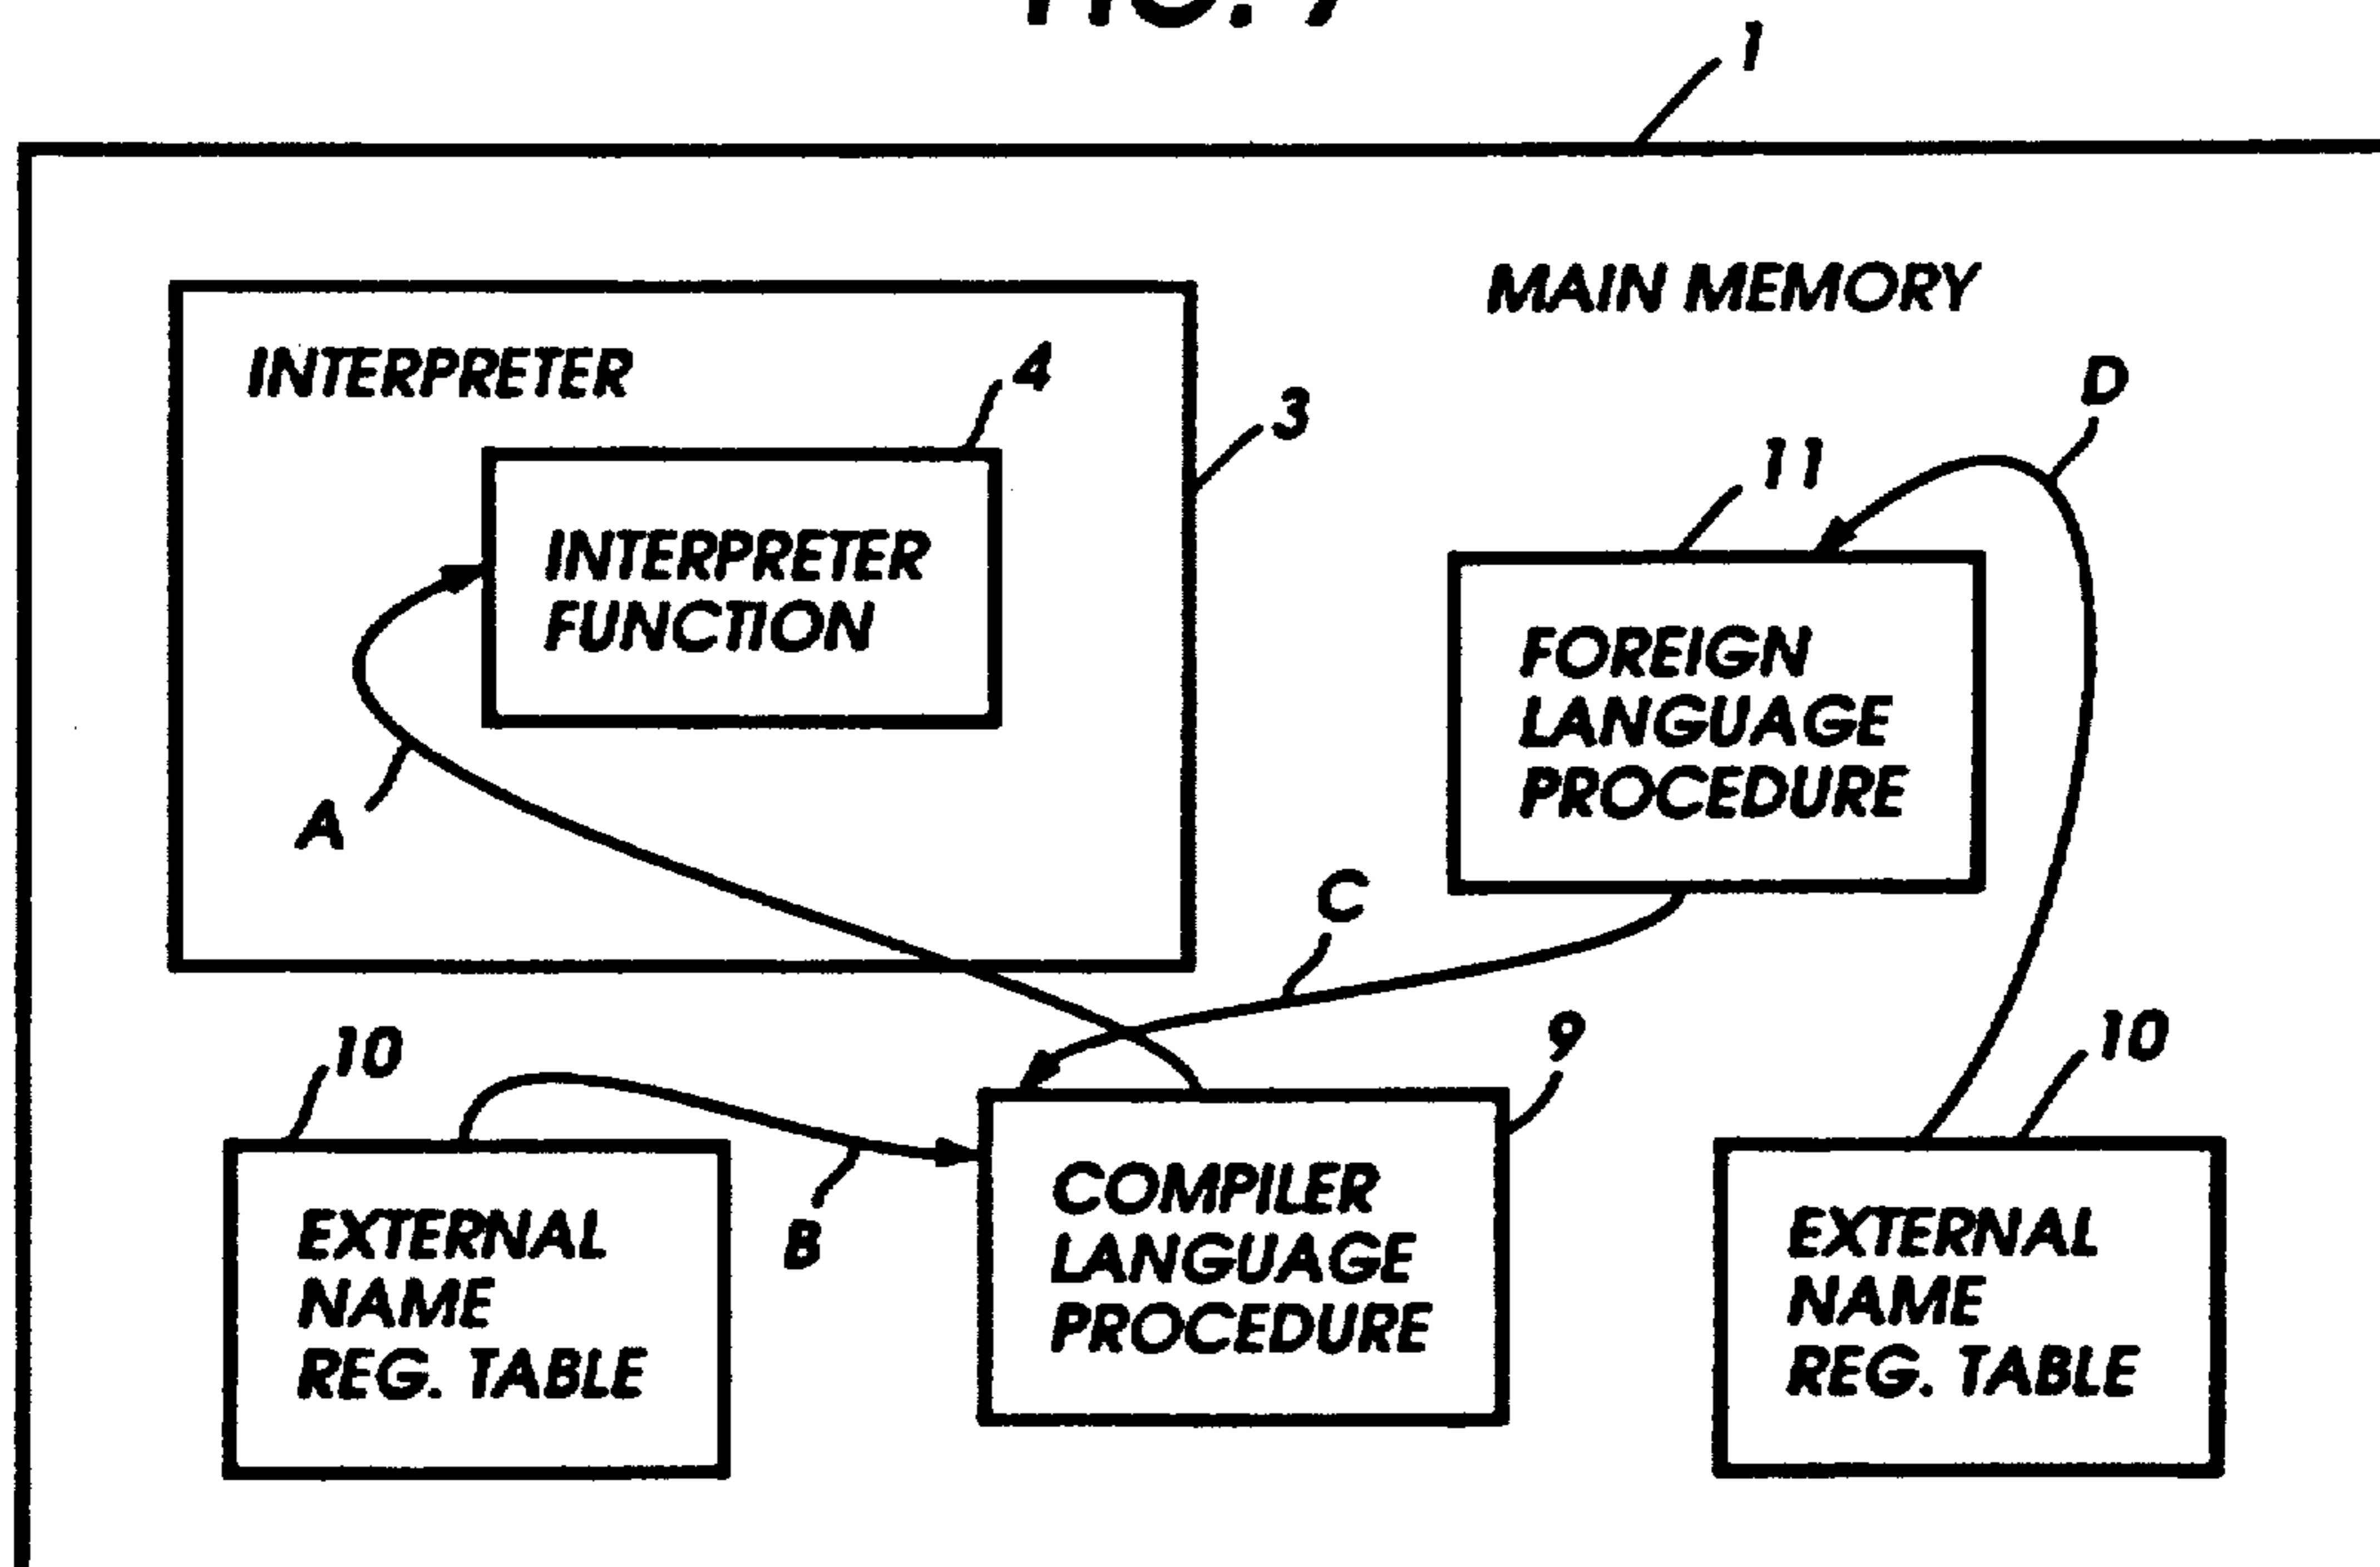 1
MAIN MEMORY
INTERPRETER
4
3
D
11
INTERPRETER
FUNCTION
FOREIGN
LANGUAGE
PROCEDURE
A
C
10
9
10
B
EXTERNAL
NAME
REG. TABLE
COMPILER
LANGUAGE
PROCEDURE
EXTERNAL
NAME
REG. TABLE